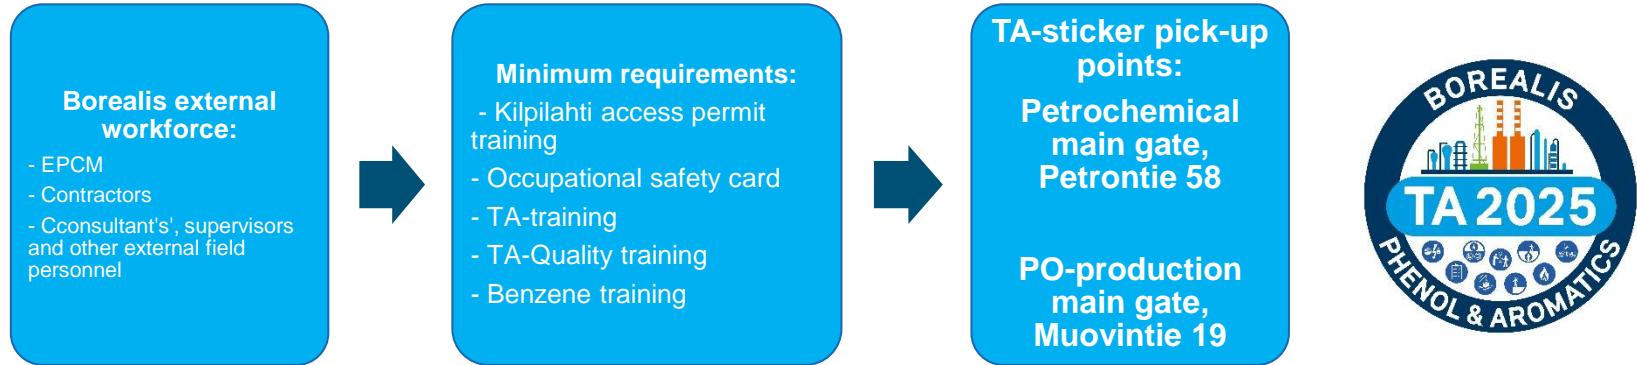 Borealis external
workforce:
- EPCM
- Contractors
- Cconsultant's', supervisors
and other external field
personnel
Minimum requirements:
- Kilpilahti access permit
training
- Occupational safety card
- TA-training
- TA-Quality training
- Benzene training
TA-sticker pick-up
points:
Petrochemical
main gate,
Petrontie 58
PO-production
main gate,
Muovintie 19
BOREALIS
TA 2025
PHENOL & AROMATICS